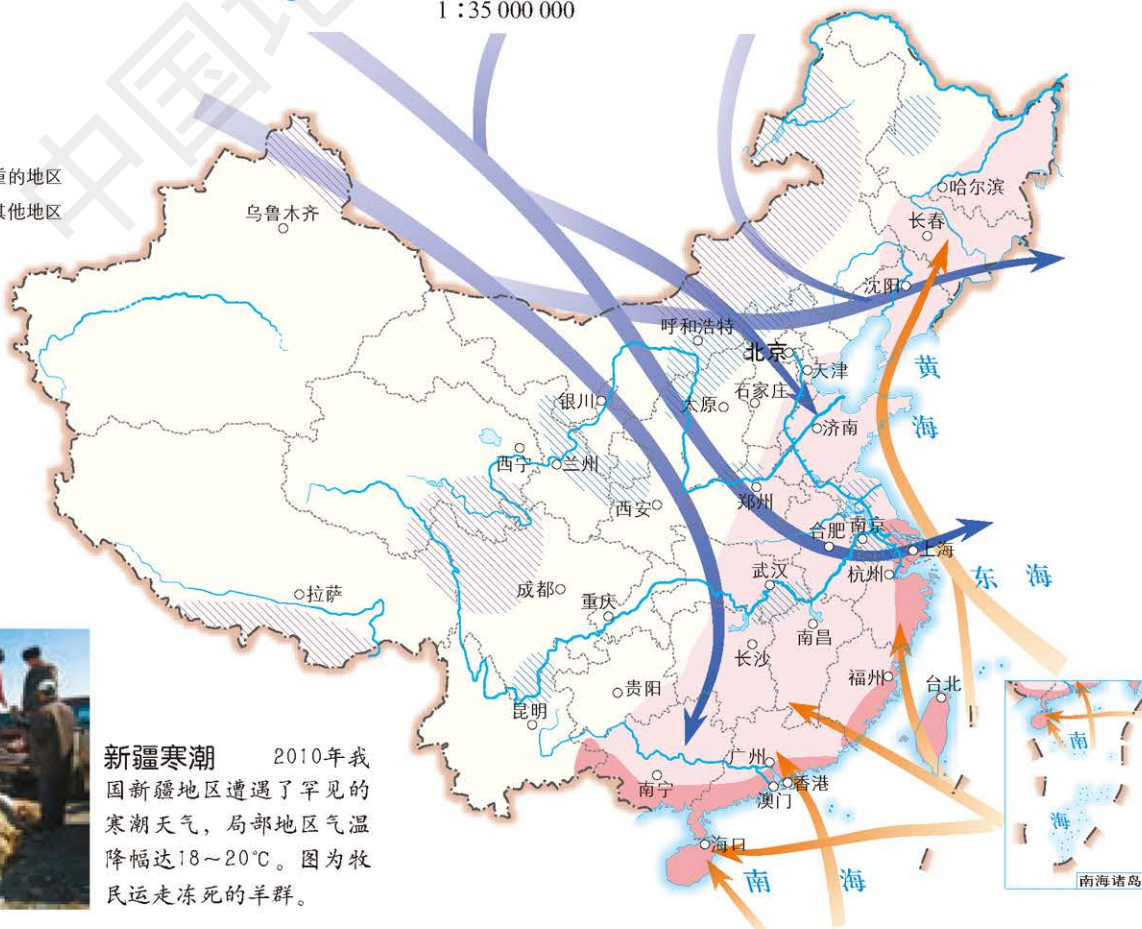 1∶35 000 000
中国地
重的地区
其他地区
乌鲁木齐
哈尔滨
长春
沈阳
呼和浩特
北京
天津
石家庄
太原
银川
济南
黄
海
西宁
兰州
西安
郑州
合肥
南京
上海
东 海
武汉
杭州
成都
重庆
拉萨
南昌
长沙
贵阳
福州
台北
昆明
广州
香港
澳门
南宁
海口
南 海
南
海
南海诸岛
新疆寒潮 2010年我
国新疆地区遭遇了罕见的
寒潮天气，局部地区气温
降幅达18～20℃。图为牧
民运走冻死的羊群。